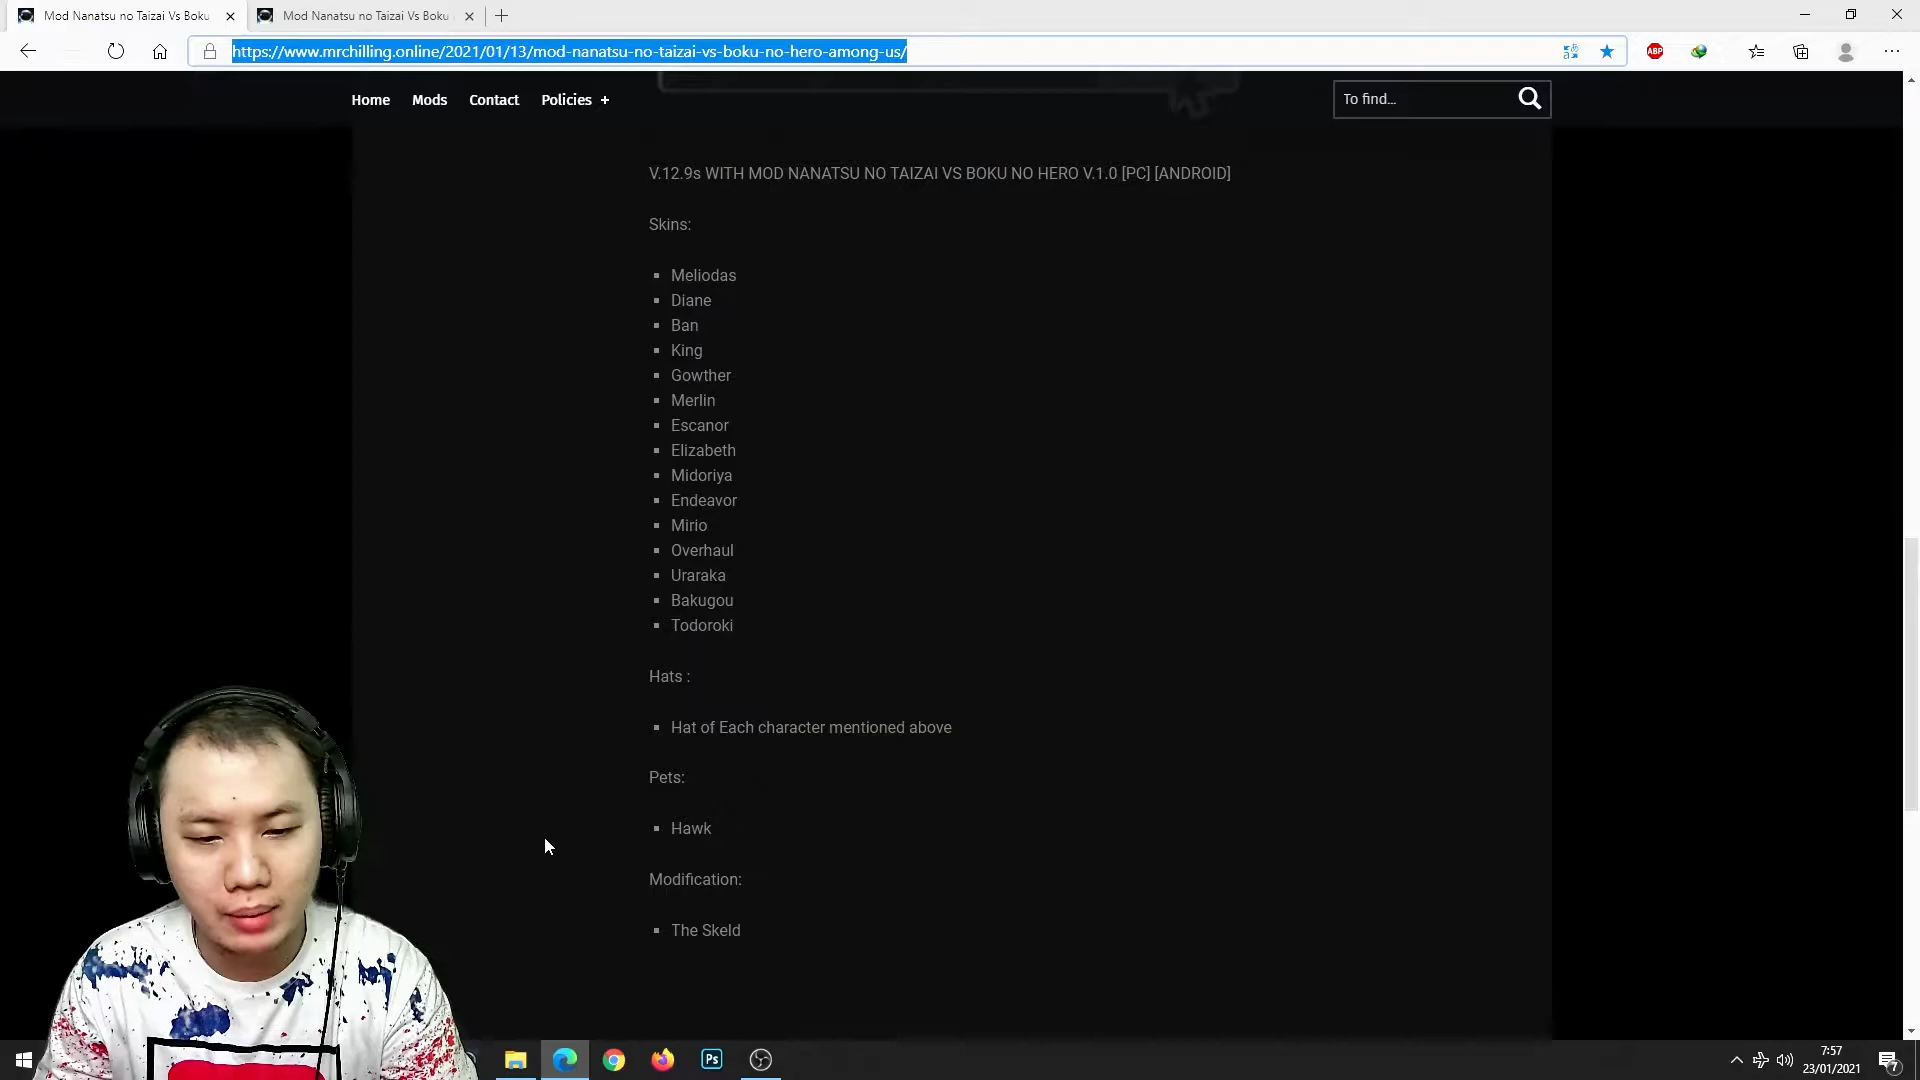 Mod Nanatsu no Taizai Vs Boku
Mod Nanatsu no Taizai Vs Boku
https://www.mrchilling.online/2021/01/13/mod-nanatsu-no-taizai-vs-boku-no-hero-among-us/
ABP
Home Mods Contact Policies +
To find...
V.12.9s WITH MOD NANATSU NO TAIZAI VS BOKU NO HERO V.1.0 [PC] [ANDROID]
Skins:
Meliodas
Diane
Ban
King
Gowther
Merlin
Escanor
Elizabeth
Midoriya
Endeavor
Mirio
Overhaul
Uraraka
Bakugou
Todoroki
Hats :
Hat of Each character mentioned above
Pets:
Hawk
Modification:
The Skeld
Ps
7:57
23/01/2021
7